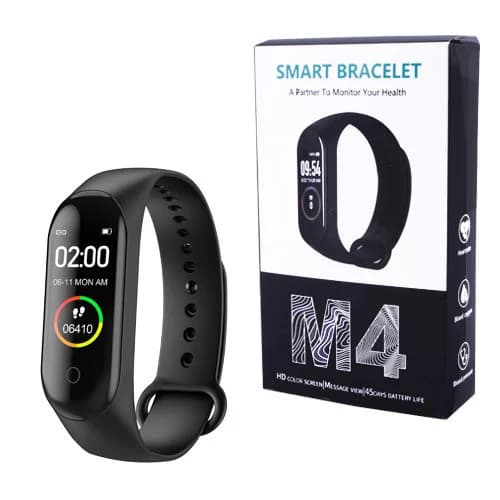 02:00
06-11 MON AM
06410
SMART BRACELET
A Partner To Monitor Your Health
09:54
M4
HD COLOR SCREEN|MESSAGE VIEW|45DAYS BATTERY LIFE